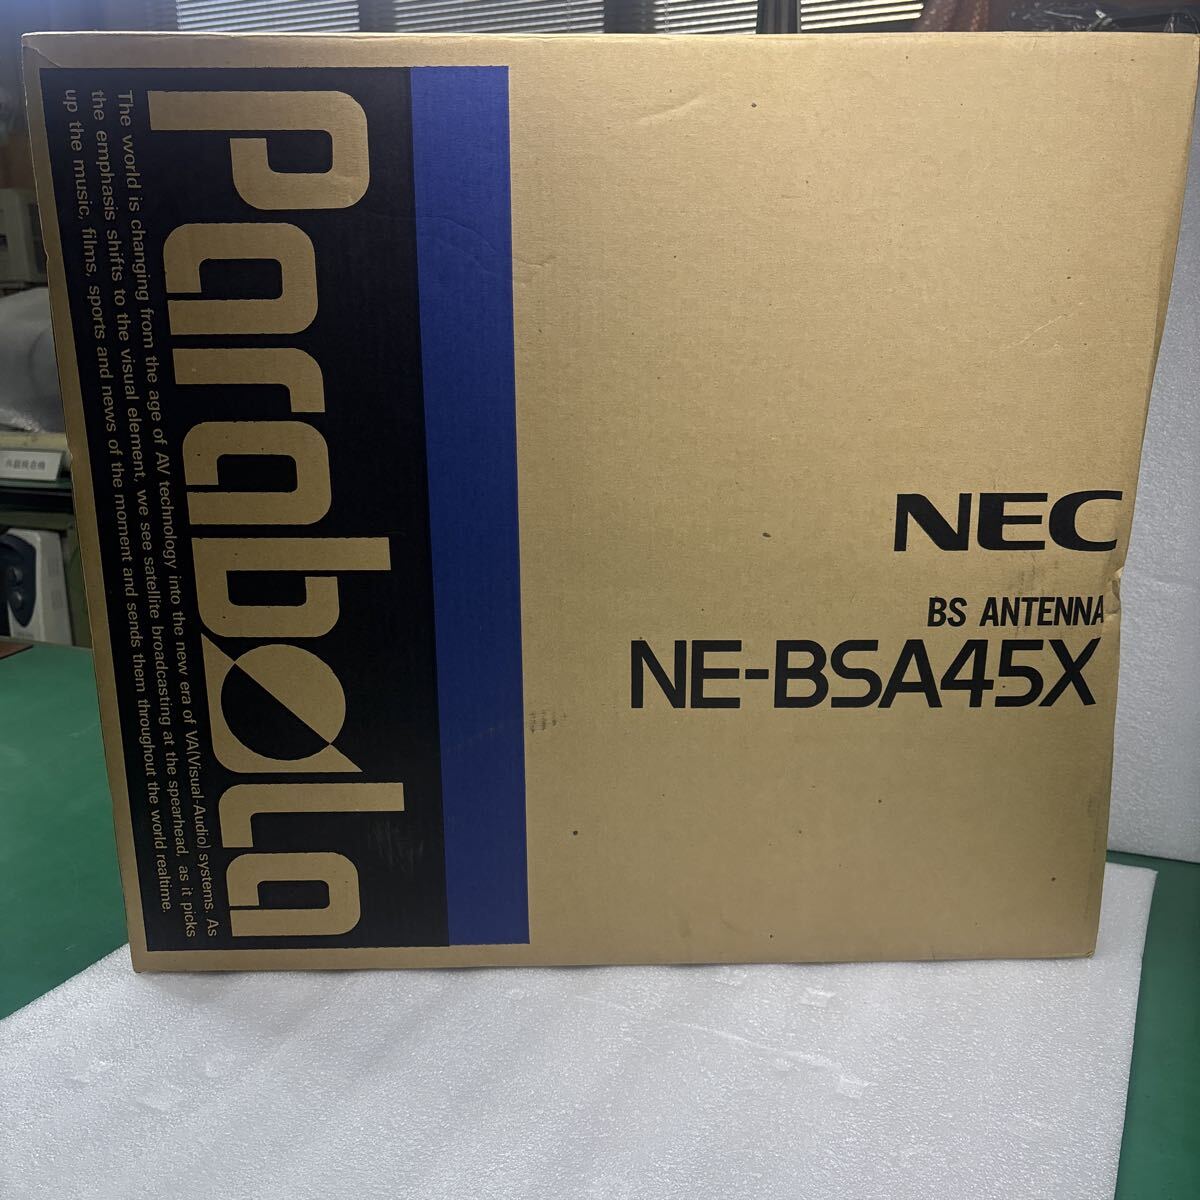 Parabola
The world is changing from the age of AV technology into the new era of VA(Visual-Audio) systems. As
the emphasis shifts to the visual element, we see satellite broadcasting at the spearhead, as it picks
up the music, films, sports and news of the moment and sends them throughout the world realtime.
NEC
BS ANTENNA
NE-BSA45X